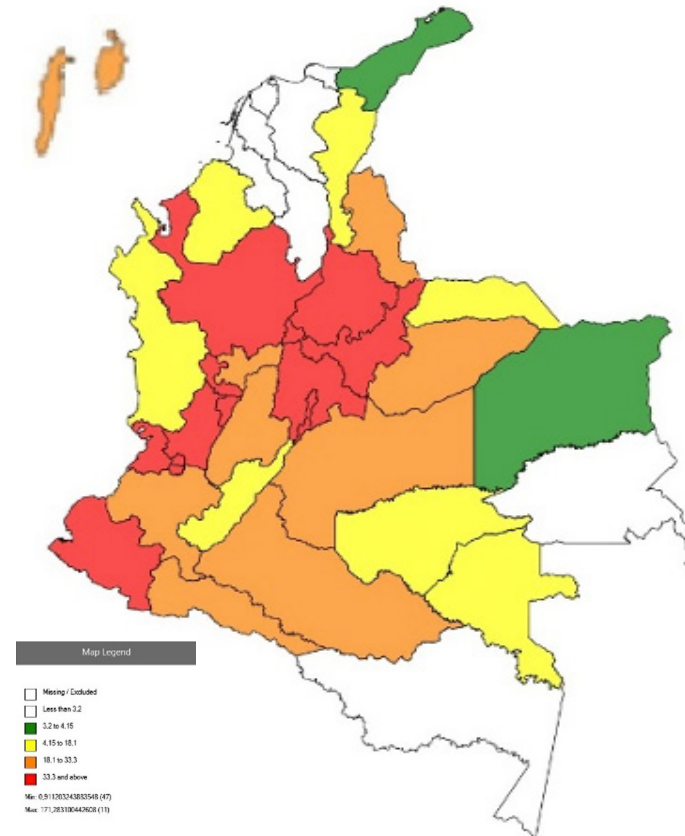 Map Legend
Missing / Excluded
Less than 3.2
3.2 to 4.15
4.15 to 18.1
18.1 to 33.3
33.3 and above
Min: 0,911203243883548 (47)
Max: 171,283100442608 (11)